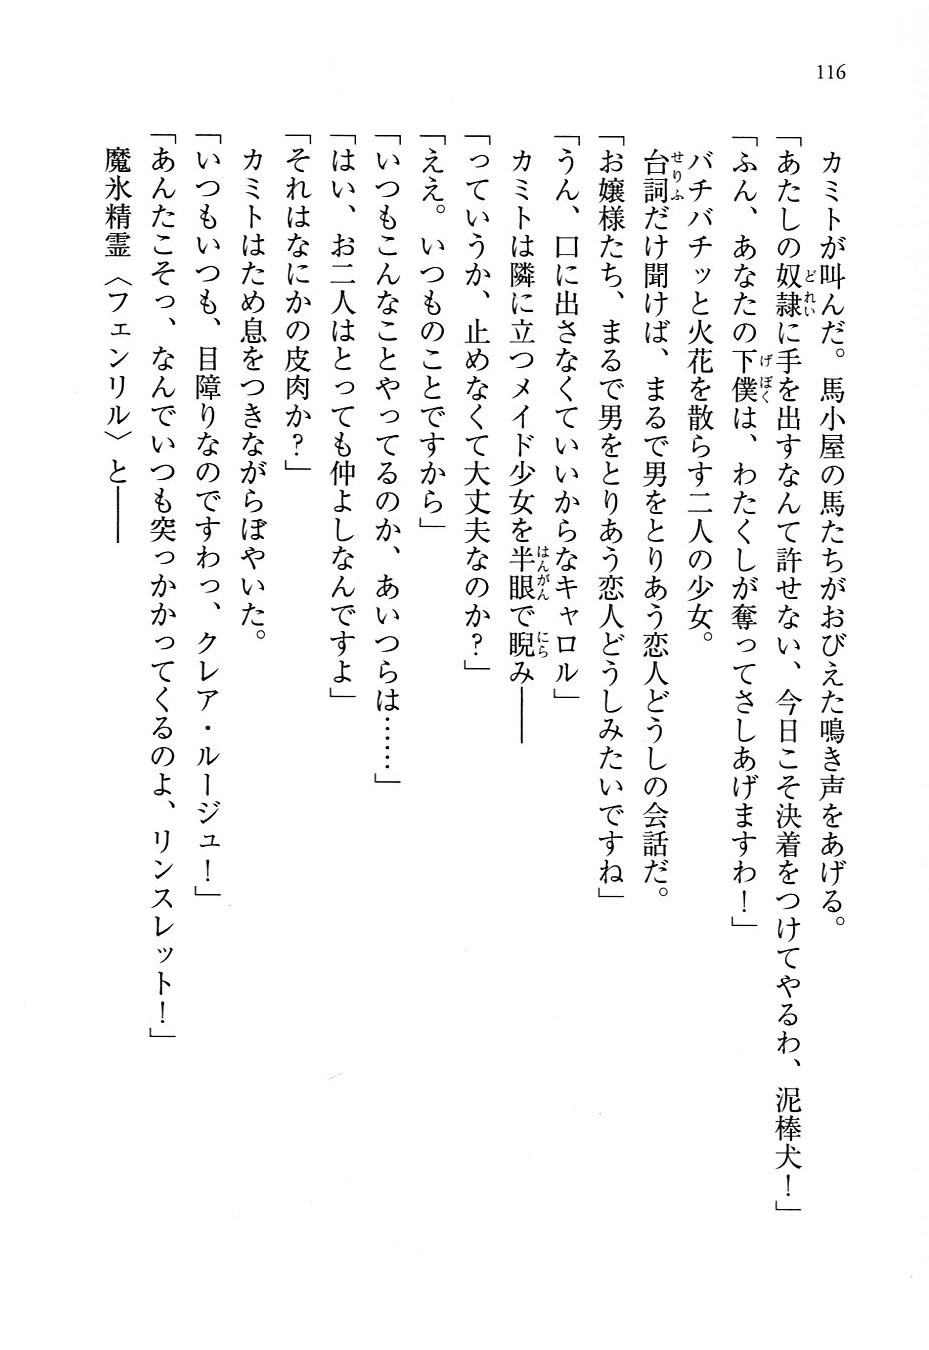 116
カミトが叫んだ。馬小屋の馬たちがおびえた鳴き声をあげる。
「あたしの奴隷に手を出すなんて許せない、今日こそ決着をつけてやるわ、泥棒犬！」
「ふん、あなたの下僕は、わたくしが奪ってさしあげますわ！」
バチバチッと火花を散らす二人の少女。
台詞だけ聞けば、まるで男をとりあう恋人どうしの会話だ。
「お嬢様たち、まるで男をとりあう恋人どうしみたいですね」
「うん、口に出さなくていいからなキャロル」
カミトは隣に立つメイド少女を半眼で睨み――
「っていうか、止めなくて大丈夫なのか？」
「ええ。いつものことですから」
「いつもこんなことやってるのか、あいつらは……」
「はい、お二人はとっても仲よしなんですよ」
「それはなにかの皮肉か？」
カミトはため息をつきながらぼやいた。
「いつもいつも、目障りなのですわっ、クレア・ルージュ！」
「あんたこそっ、なんでいつも突っかかってくるのよ、リンスレット！」
魔氷精霊〈フェンリル〉と――